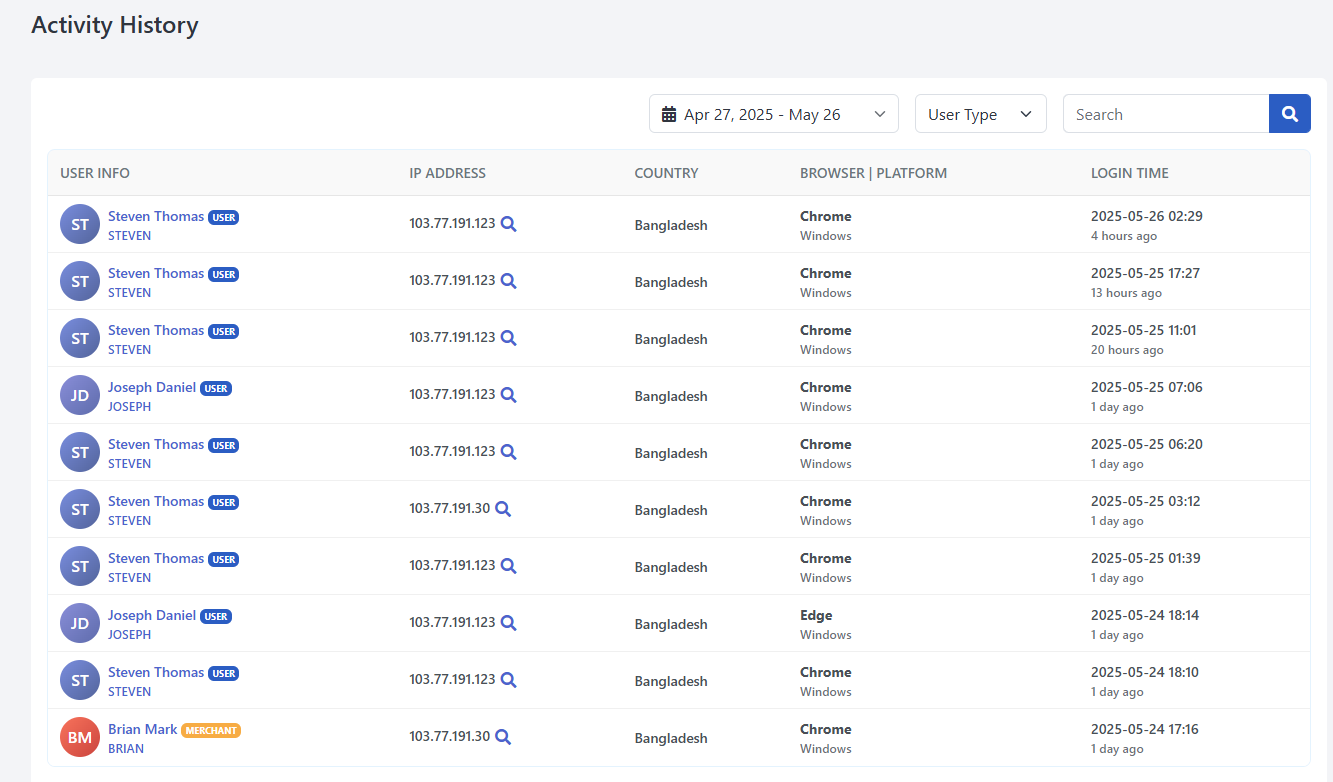 Activity History
Apr 27, 2025 - May 26 User Type Search
USER INFO IP ADDRESS COUNTRY BROWSER | PLATFORM LOGIN TIME
ST Steven Thomas USER 103.77.191.123 Bangladesh Chrome 2025-05-26 02:29
STEVEN Windows 4 hours ago
ST Steven Thomas USER 103.77.191.123 Bangladesh Chrome 2025-05-25 17:27
STEVEN Windows 13 hours ago
ST Steven Thomas USER 103.77.191.123 Bangladesh Chrome 2025-05-25 11:01
STEVEN Windows 20 hours ago
JD Joseph Daniel USER 103.77.191.123 Bangladesh Chrome 2025-05-25 07:06
JOSEPH Windows 1 day ago
ST Steven Thomas USER 103.77.191.123 Bangladesh Chrome 2025-05-25 06:20
STEVEN Windows 1 day ago
ST Steven Thomas USER 103.77.191.30 Bangladesh Chrome 2025-05-25 03:12
STEVEN Windows 1 day ago
ST Steven Thomas USER 103.77.191.123 Bangladesh Chrome 2025-05-25 01:39
STEVEN Windows 1 day ago
JD Joseph Daniel USER 103.77.191.123 Bangladesh Edge 2025-05-24 18:14
JOSEPH Windows 1 day ago
ST Steven Thomas USER 103.77.191.123 Bangladesh Chrome 2025-05-24 18:10
STEVEN Windows 1 day ago
BM Brian Mark MERCHANT 103.77.191.30 Bangladesh Chrome 2025-05-24 17:16
BRIAN Windows 1 day ago